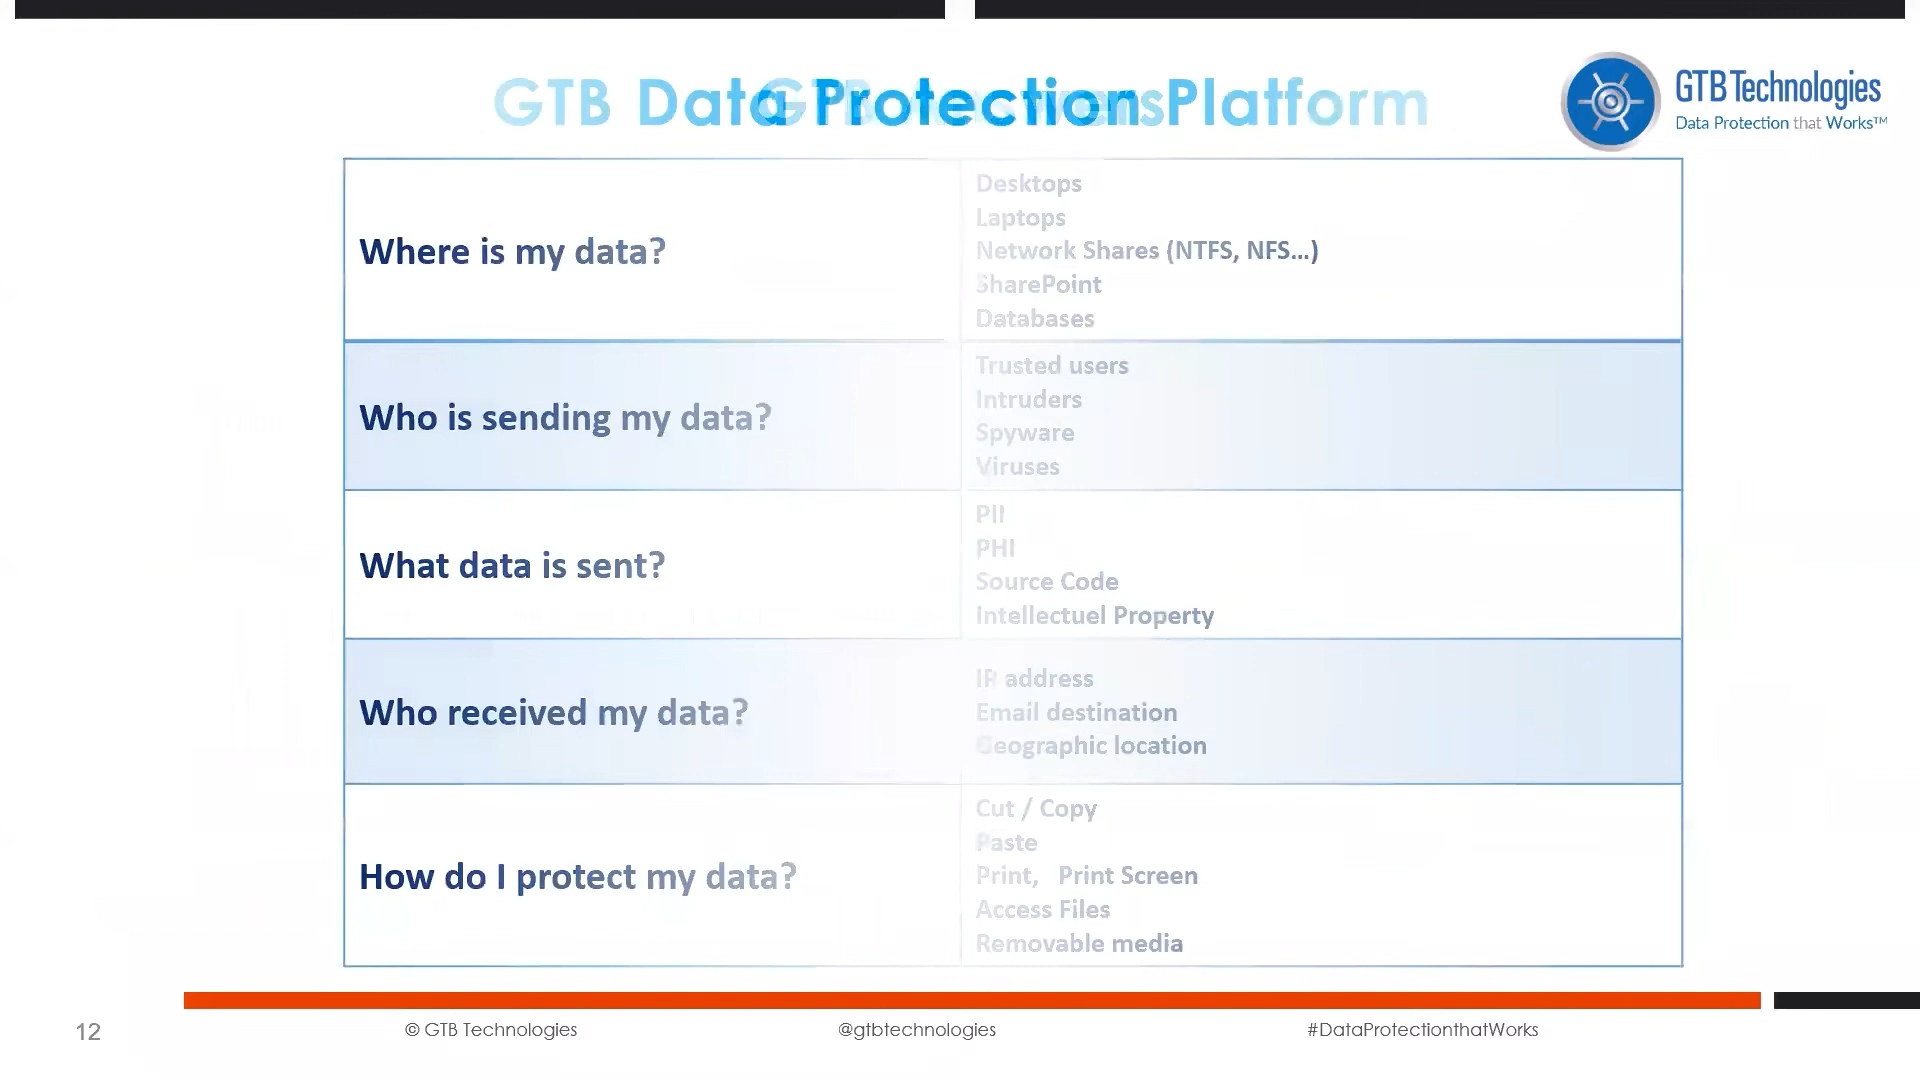 GTB Data Protection Platform
GTB Technologies
Data Protection that Works™
Where is my data?
Desktops
Laptops
Network Shares (NTFS, NFS...)
SharePoint
Databases
Who is sending my data?
Trusted users
Intruders
Spyware
Viruses
What data is sent?
PII
PHI
Source Code
Intellectuel Property
Who received my data?
IP address
Email destination
Geographic location
How do I protect my data?
Cut / Copy
Paste
Print, Print Screen
Access Files
Removable media
12
© GTB Technologies
@gtbtechnologies
#DataProtectionthatWorks